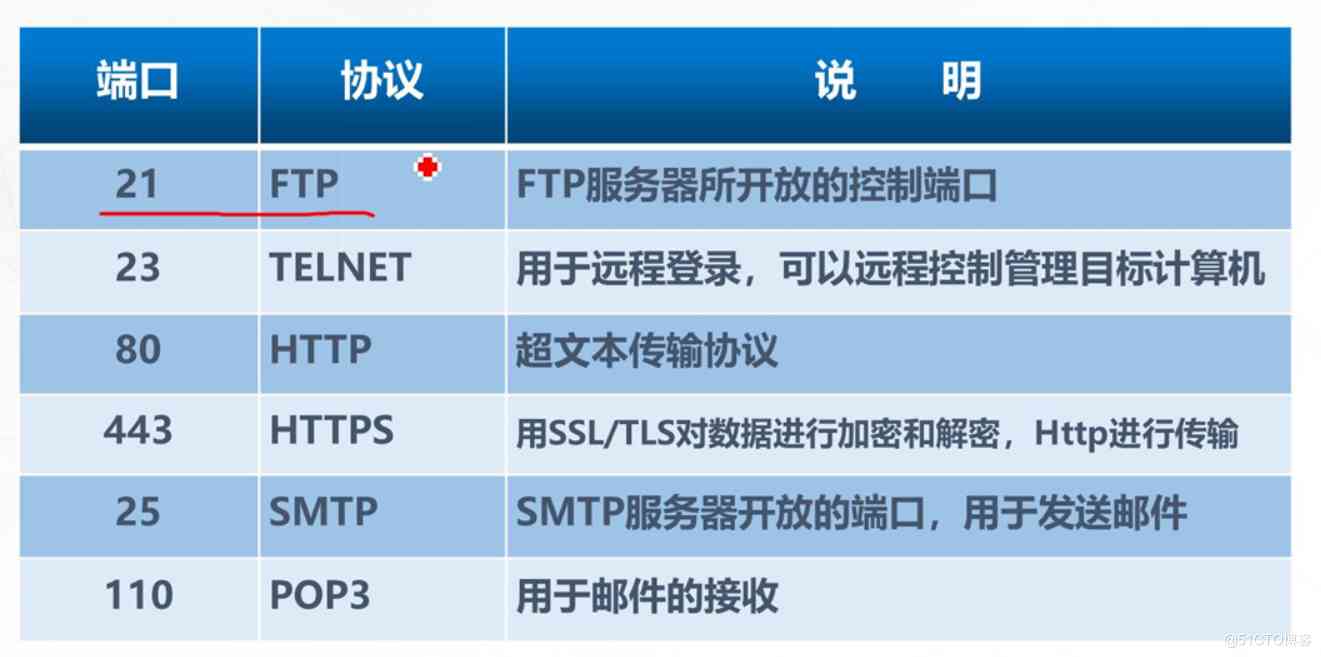 端口 协议 说 明
21 FTP FTP服务器所开放的控制端口
23 TELNET 用于远程登录，可以远程控制管理目标计算机
80 HTTP 超文本传输协议
443 HTTPS 用SSL/TLS对数据进行加密和解密，Http进行传输
25 SMTP SMTP服务器开放的端口，用于发送邮件
110 POP3 用于邮件的接收
@51CTO博客